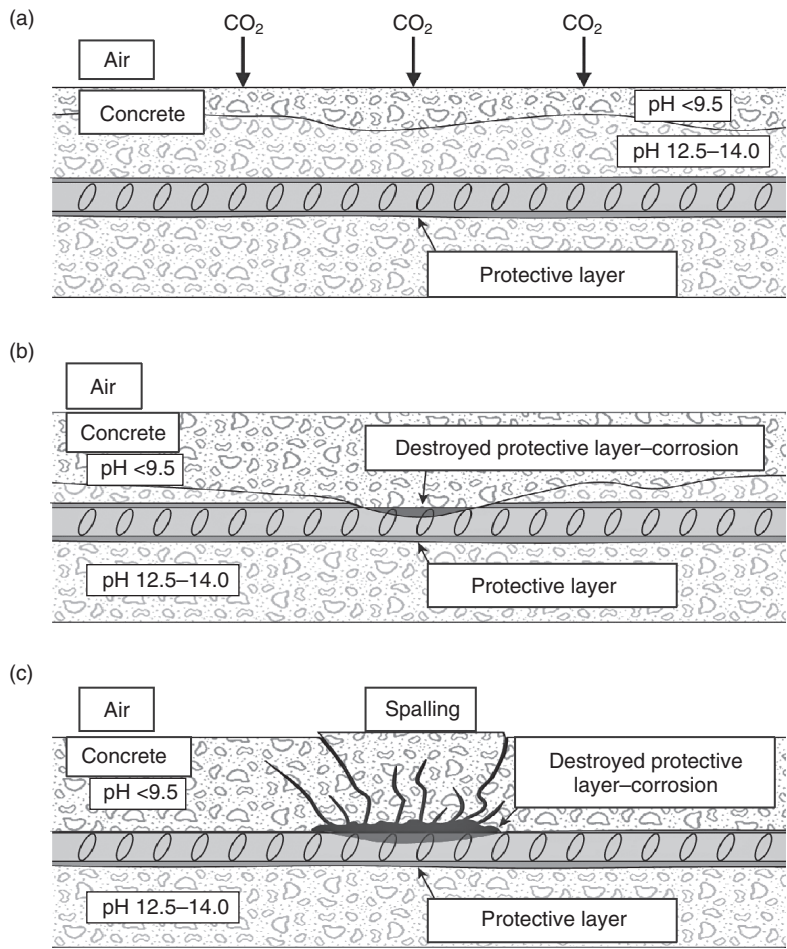 (a)
CO₂ CO₂ CO₂
Air
Concrete
pH <9.5
pH 12.5–14.0
Protective layer
(b)
Air
Concrete
Destroyed protective layer–corrosion
pH <9.5
pH 12.5–14.0
Protective layer
(c)
Air
Spalling
Concrete
Destroyed protective
layer–corrosion
pH <9.5
pH 12.5–14.0
Protective layer